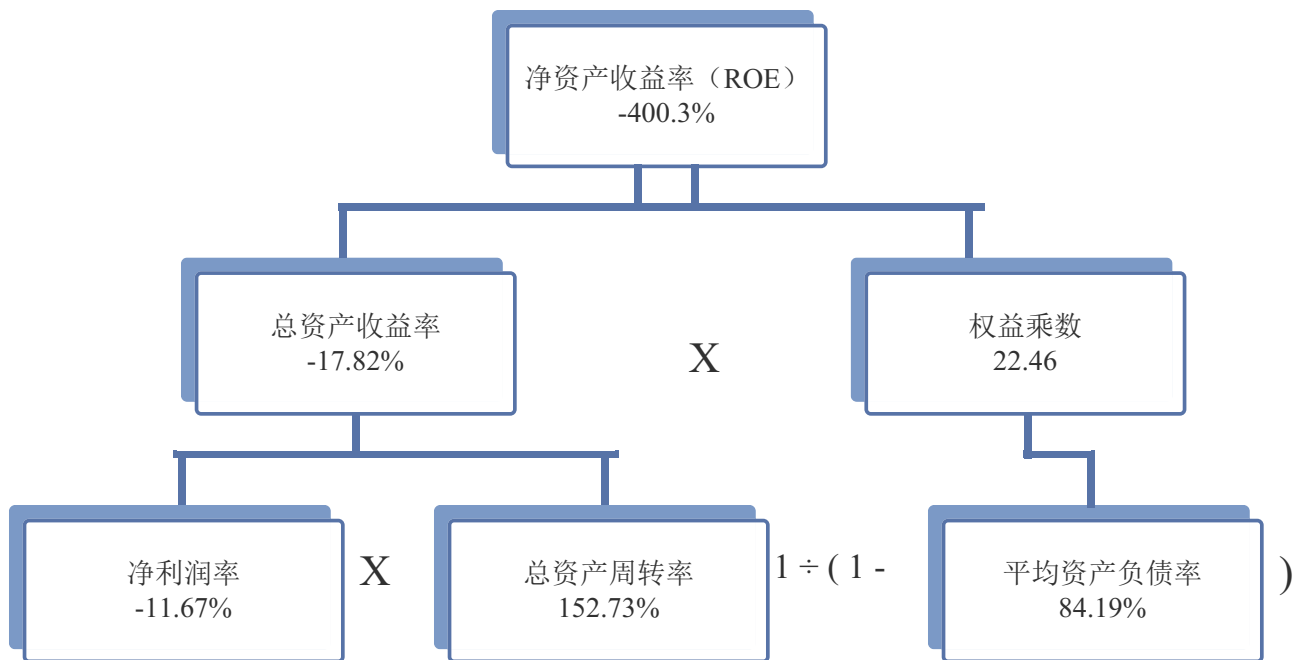 净资产收益率（ROE）
-400.3%
总资产收益率
-17.82%
X
权益乘数
22.46
净利润率
-11.67%
X
总资产周转率
152.73%
1 ÷ ( 1 -
平均资产负债率
84.19%
)